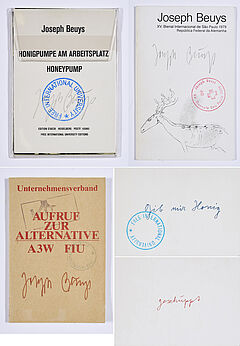 Joseph Beuys
HONIGPUMPE AM ARBEITSPLATZ
HONEYPUMP
FREE INTERNATIONAL UNIVERSITY
EDITION STAECK HEIDELBERG POSTF. 102063
FREE INTERNATIONAL UNIVERSITY EDITIONS
Joseph Beuys
XV. Bienal Internacional de São Paulo 1979
República Federal da Alemanha
Joseph Beuys
Unternehmensverband
AUFRUF
ZUR
ALTERNATIVE
A3W FIU
Joseph Beuys
Gib mir Honig
FREE INTERNATIONAL UNIVERSITY